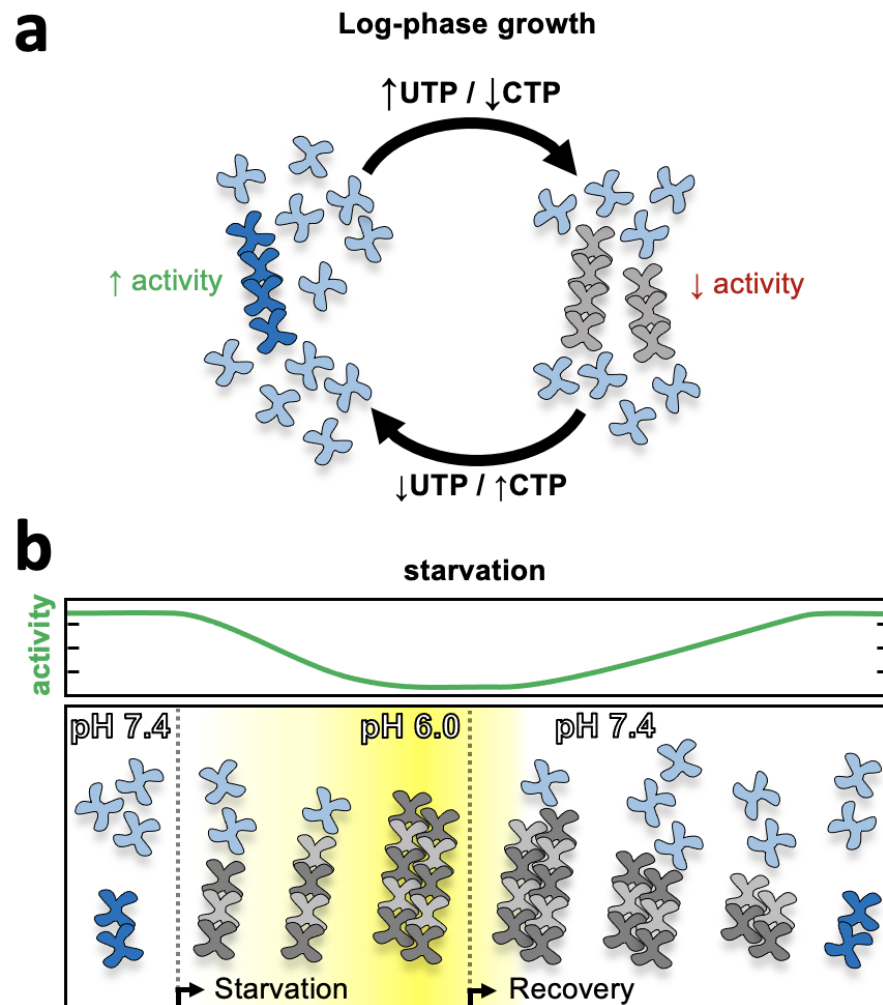 a
Log-phase growth
↑UTP / ↓CTP
↑ activity
↓ activity
↓UTP / ↑CTP
b
starvation
activity
pH 7.4
pH 6.0
pH 7.4
Starvation
Recovery